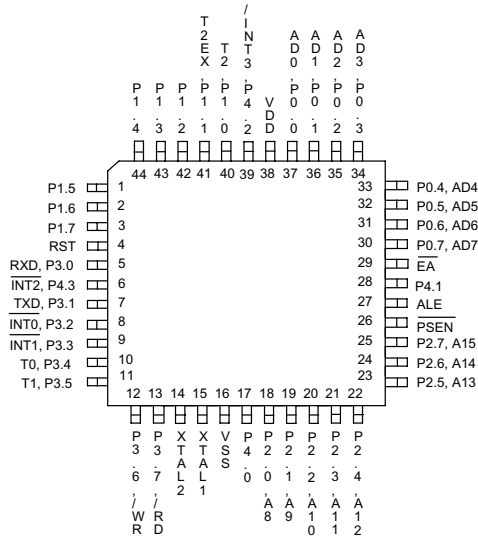 P1.4
P1.3
P1.2
T2EX,P1.1
T2,P1.0
/INT3,P4.2
VDD
AD0,P0.0
AD1,P0.1
AD2,P0.2
AD3,P0.3
44 43 42 41 40 39 38 37 36 35 34
P1.5 1
P1.6 2
P1.7 3
RST 4
RXD, P3.0 5
INT2, P4.3 6
TXD, P3.1 7
INT0, P3.2 8
INT1, P3.3 9
T0, P3.4 10
T1, P3.5 11
33 P0.4, AD4
32 P0.5, AD5
31 P0.6, AD6
30 P0.7, AD7
29 EA
28 P4.1
27 ALE
26 PSEN
25 P2.7, A15
24 P2.6, A14
23 P2.5, A13
12 13 14 15 16 17 18 19 20 21 22
P3.6,/WR
P3.7,/RD
XTAL2
XTAL1
VSS
P4.0
P2.0,A8
P2.1,A9
P2.2,A10
P2.3,A11
P2.4,A12